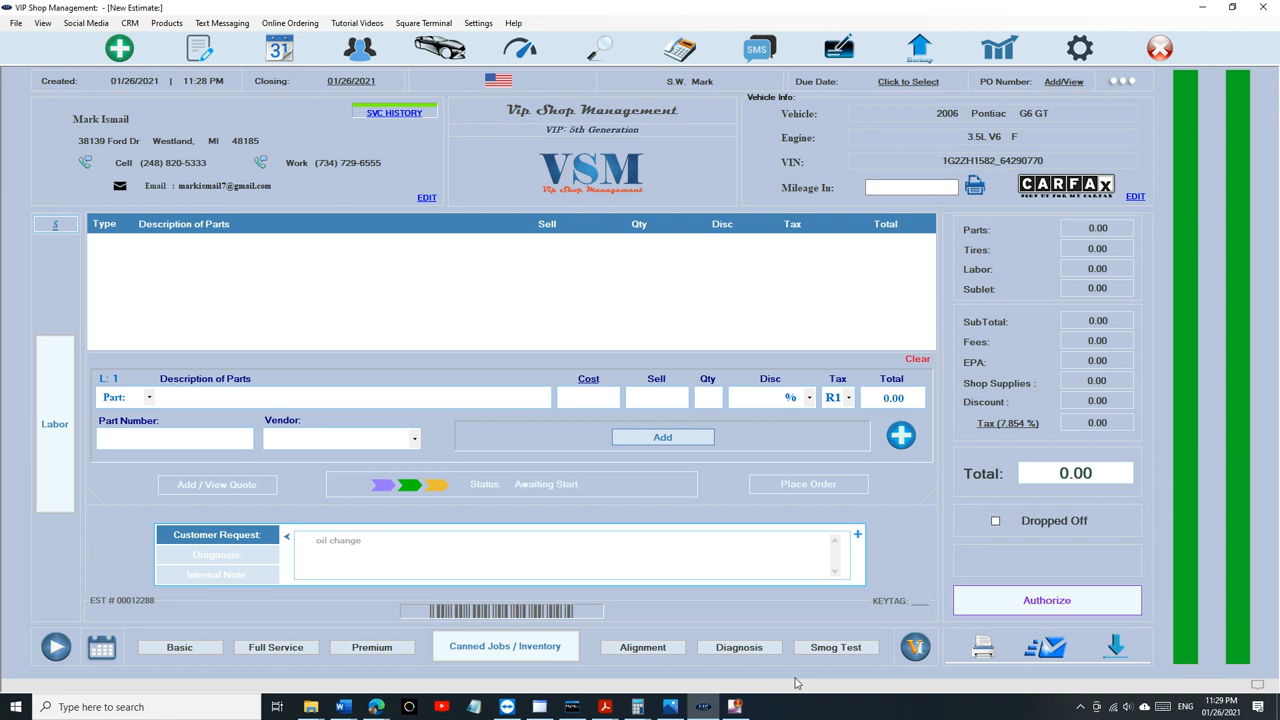 VIP Shop Management: - [New Estimate:]
File View Social Media CRM Products Text Messaging Online Ordering Tutorial Videos Square Terminal Settings Help
31 SMS Backup
Created: 01/26/2021 | 11:28 PM Closing: 01/26/2021 S.W. Mark Due Date: Click to Select PO Number: Add/View
Mark Ismail
SVC HISTORY
38139 Ford Dr Westland, MI 48185
Cell (248) 820-5333 Work (734) 729-6555
Email : markismail7@gmail.com
EDIT
Vip Shop Management
VIP: 5th Generation
VSM
Vip Shop Management
Vehicle Info:
Vehicle: 2006 Pontiac G6 GT
Engine: 3.5L V6 F
VIN: 1G2ZH1582_64290770
Mileage In: CARFAX
SIGN UP FOR MY CARFAX
EDIT
$
Type Description of Parts Sell Qty Disc Tax Total
Clear
L: 1 Description of Parts Cost Sell Qty Disc Tax Total
Part: % R1 0.00
Part Number: Vendor:
Add
Labor
Add / View Quote Status: Awaiting Start Place Order
Customer Request: oil change
Diagnosis:
Internal Note:
EST # 00012288 KEYTAG: ____
Parts: 0.00
Tires: 0.00
Labor: 0.00
Sublet: 0.00
SubTotal: 0.00
Fees: 0.00
EPA: 0.00
Shop Supplies : 0.00
Discount : 0.00
Tax (7.854 %) 0.00
Total: 0.00
Dropped Off
Authorize
Basic Full Service Premium Canned Jobs / Inventory Alignment Diagnosis Smog Test
Type here to search
ENG 11:29 PM
01/26/2021